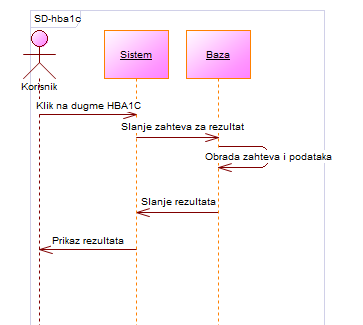 SD-hba1c
Sistem
Baza
Korisnik
Klik na dugme HBA1C
Slanje zahteva za rezultat
Obrada zahteva i podataka
Slanje rezultata
Prikaz rezultata